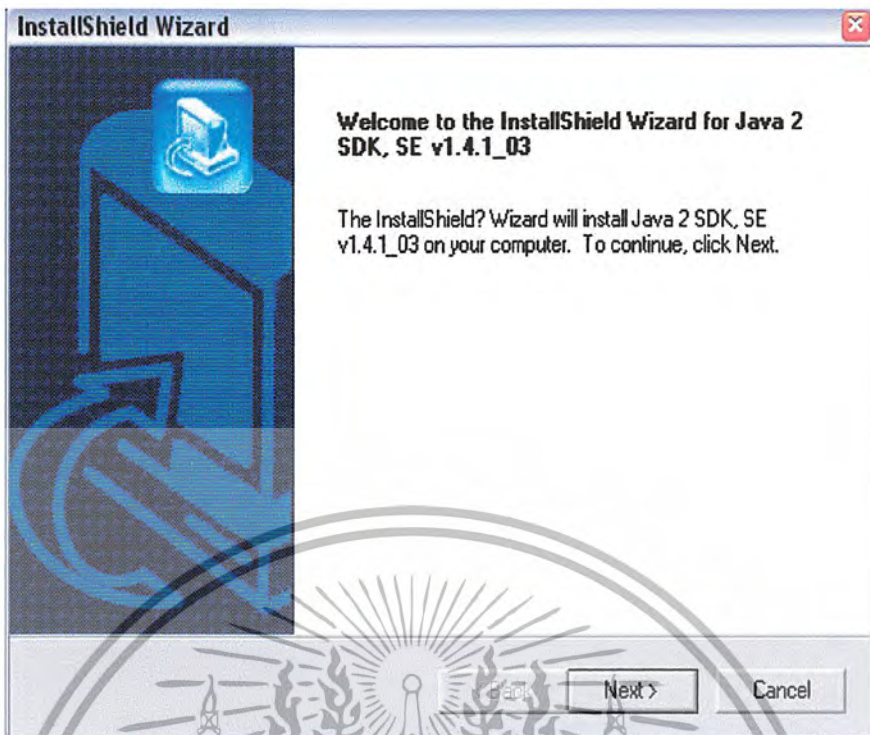 InstallShield Wizard
Welcome to the InstallShield Wizard for Java 2
SDK, SE v1.4.1_03
The InstallShield? Wizard will install Java 2 SDK, SE
v1.4.1_03 on your computer. To continue, click Next.
< Back
Next >
Cancel